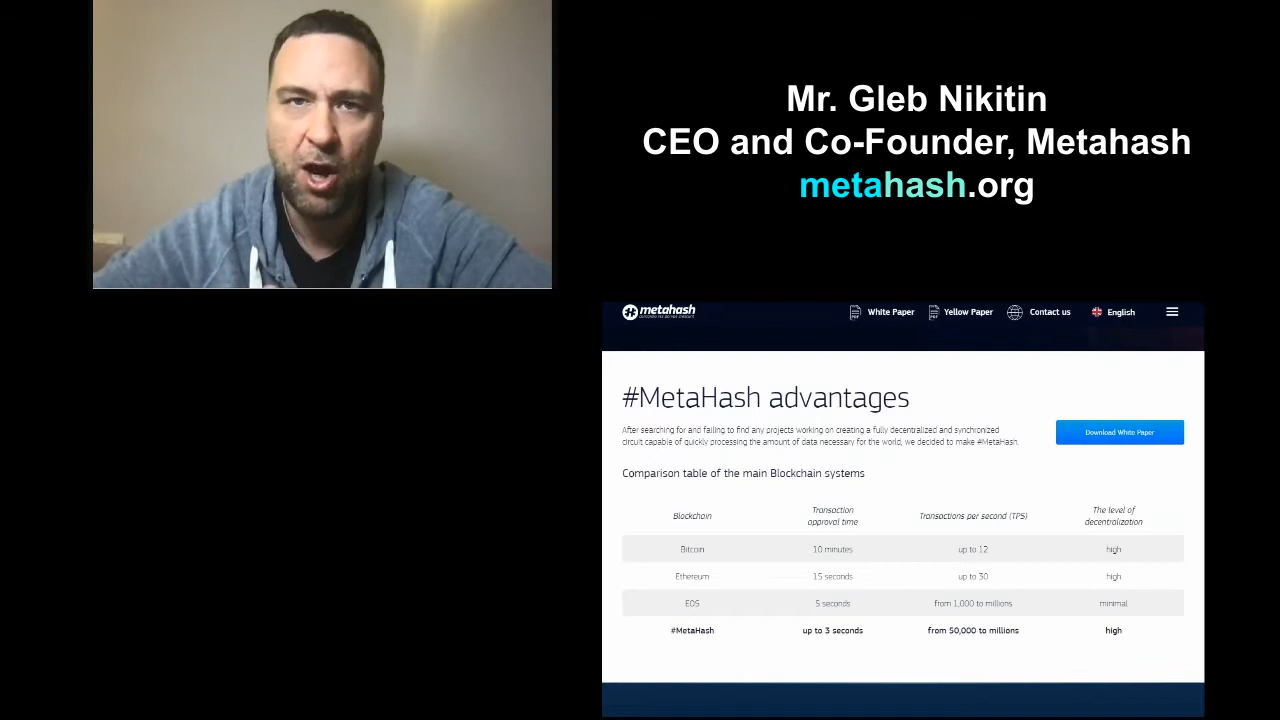 Mr. Gleb Nikitin
CEO and Co-Founder, Metahash
metahash.org
metahash
White Paper
Yellow Paper
Contact us
English
#MetaHash advantages
After searching for and failing to find any projects working on creating a fully decentralized and synchronized
circuit capable of quickly processing the amount of data necessary for the world, we decided to make #MetaHash.
Download White Paper
Comparison table of the main Blockchain systems
Blockchain
Transaction
approval time
Transactions per second (TPS)
The level of
decentralization
Bitcoin 10 minutes up to 12 high
Ethereum 15 seconds up to 30 high
EOS 5 seconds from 1,000 to millions minimal
#MetaHash up to 3 seconds from 50,000 to millions high